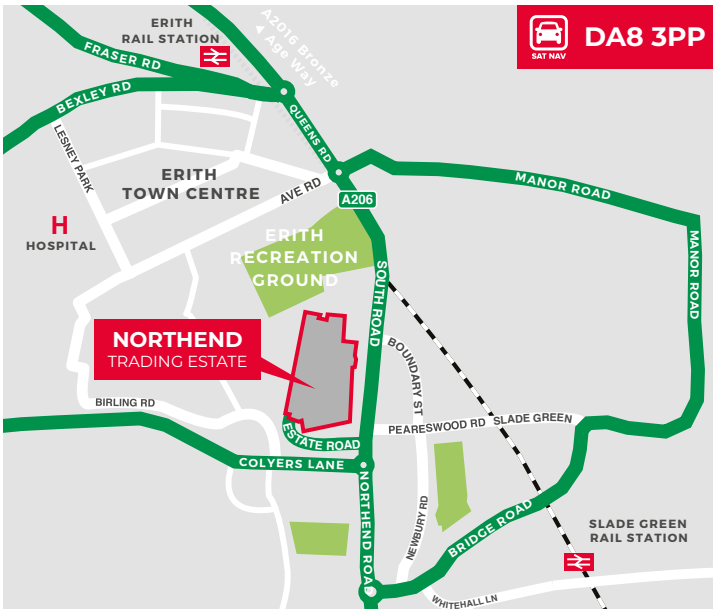 ERITH
RAIL STATION
A2016 Bronze
◄ Age Way
SAT NAV
DA8 3PP
FRASER RD
BEXLEY RD
QUEENS RD
LESNEY PARK
ERITH
TOWN CENTRE
AVE RD
MANOR ROAD
A206
H
HOSPITAL
ERITH
RECREATION
GROUND
MANOR ROAD
SOUTH ROAD
NORTHEND
TRADING ESTATE
BOUNDARY ST
BIRLING RD
PEARESWOOD RD
SLADE GREEN
ESTATE ROAD
COLYERS LANE
NORTHEND ROAD
NEWBURY RD
BRIDGE ROAD
SLADE GREEN
RAIL STATION
WHITEHALL LN